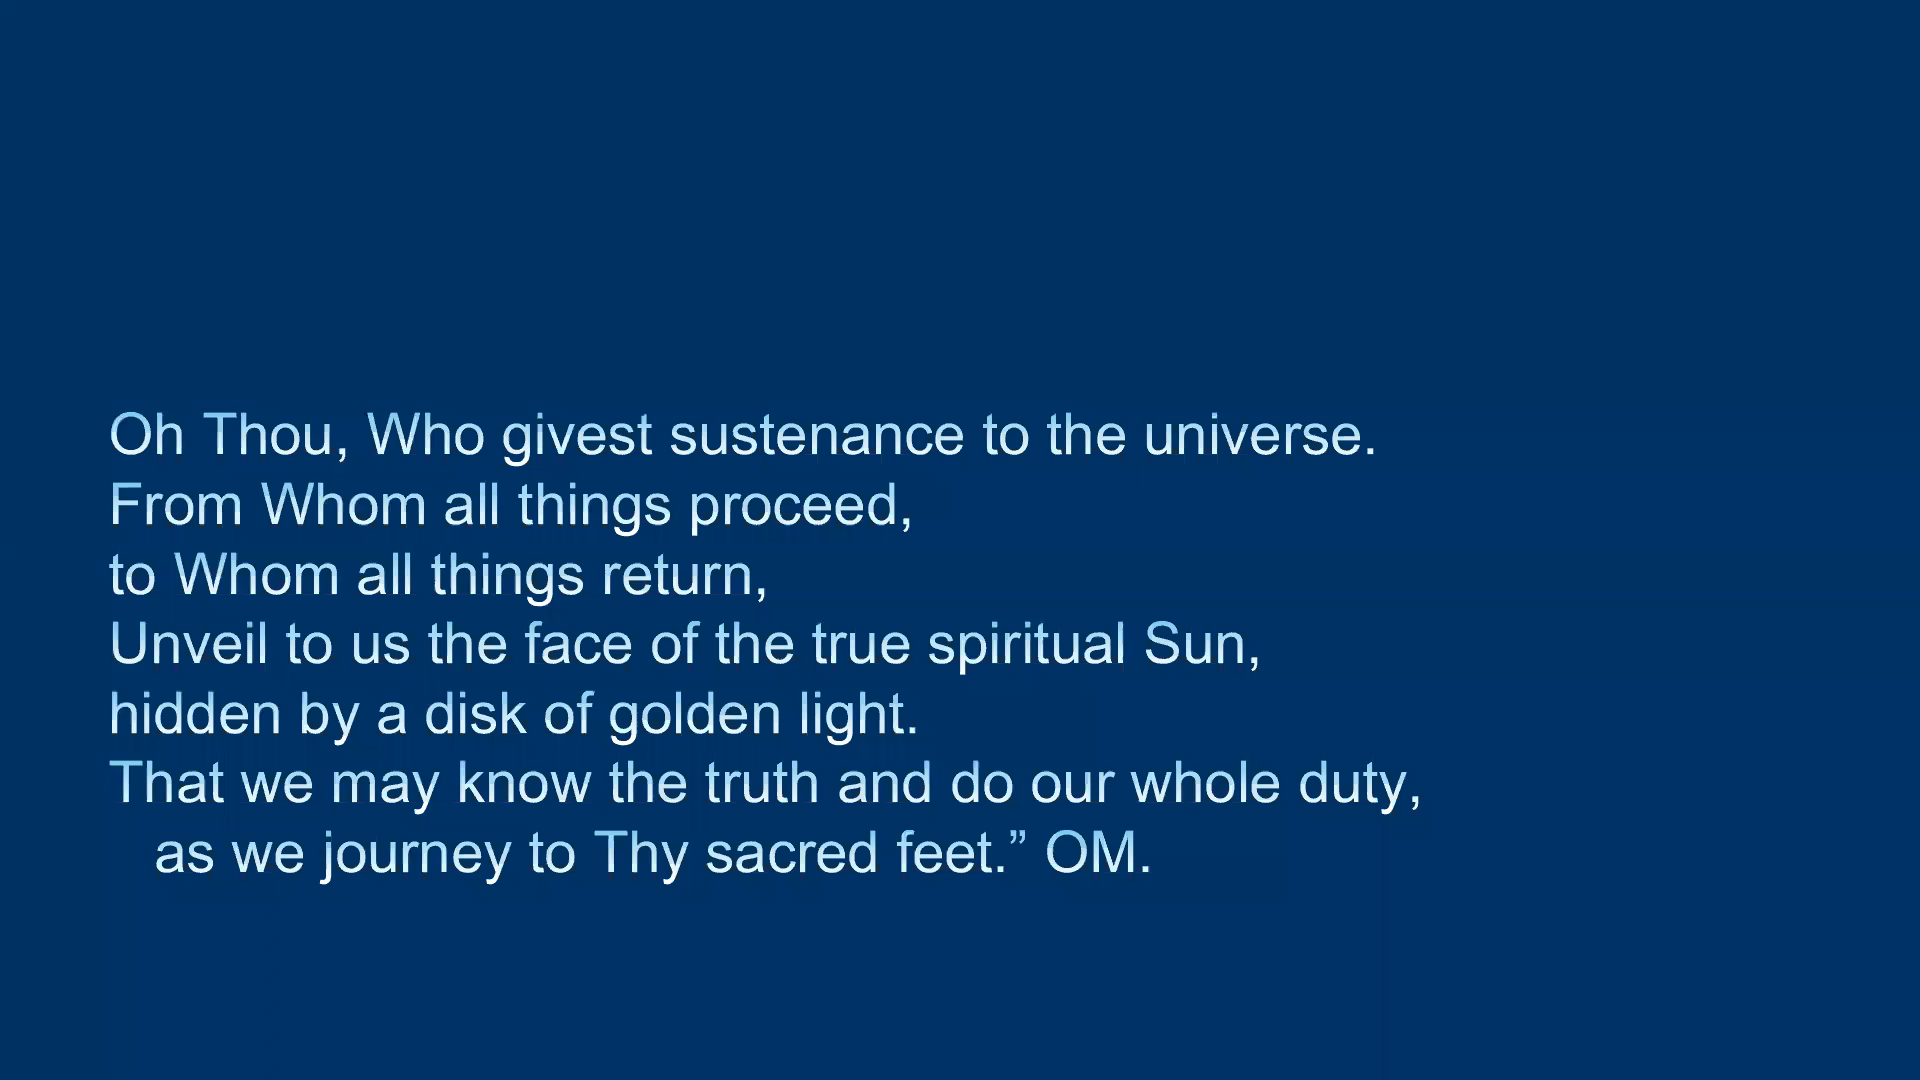 Oh Thou, Who givest sustenance to the universe.
From Whom all things proceed,
to Whom all things return,
Unveil to us the face of the true spiritual Sun,
hidden by a disk of golden light.
That we may know the truth and do our whole duty,
as we journey to Thy sacred feet.” OM.